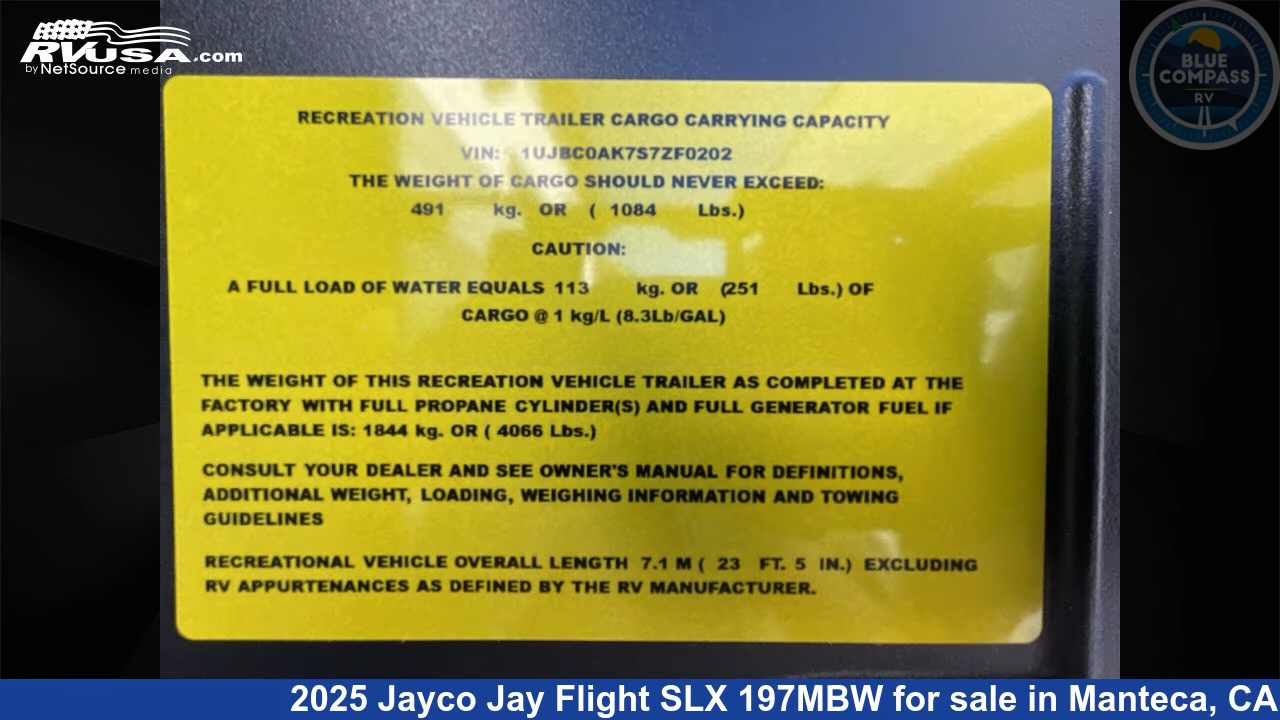 RVUSA.com
by NetSource media
BLUE
COMPASS
RV
RECREATION VEHICLE TRAILER CARGO CARRYING CAPACITY
VIN: 1UJBC0AK7S7ZF0202
THE WEIGHT OF CARGO SHOULD NEVER EXCEED:
491 kg. OR ( 1084 Lbs.)
CAUTION:
A FULL LOAD OF WATER EQUALS 113 kg. OR (251 Lbs.) OF
CARGO @ 1 kg/L (8.3Lb/GAL)
THE WEIGHT OF THIS RECREATION VEHICLE TRAILER AS COMPLETED AT THE
FACTORY WITH FULL PROPANE CYLINDER(S) AND FULL GENERATOR FUEL IF
APPLICABLE IS: 1844 kg. OR ( 4066 Lbs.)
CONSULT YOUR DEALER AND SEE OWNER'S MANUAL FOR DEFINITIONS,
ADDITIONAL WEIGHT, LOADING, WEIGHING INFORMATION AND TOWING
GUIDELINES
RECREATIONAL VEHICLE OVERALL LENGTH 7.1 M ( 23 FT. 5 IN.) EXCLUDING
RV APPURTENANCES AS DEFINED BY THE RV MANUFACTURER.
2025 Jayco Jay Flight SLX 197MBW for sale in Manteca, CA